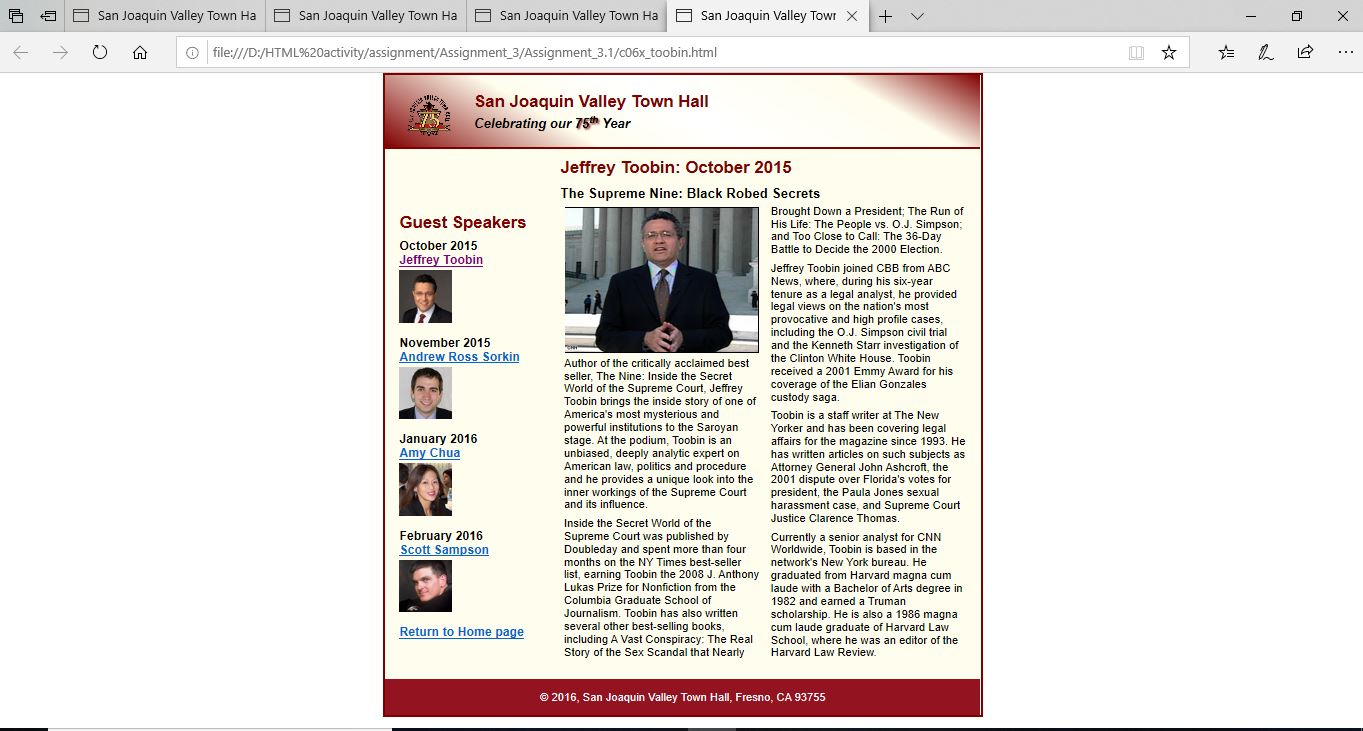 San Joaquin Valley Town Ha
San Joaquin Valley Town Ha
San Joaquin Valley Town Ha
San Joaquin Valley Towr
file:///D:/HTML%20activity/assignment/Assignment_3/Assignment_3.1/c06x_toobin.html
75
San Joaquin Valley Town Hall
Celebrating our 75th Year
Guest Speakers
October 2015
Jeffrey Toobin
November 2015
Andrew Ross Sorkin
January 2016
Amy Chua
February 2016
Scott Sampson
Return to Home page
Jeffrey Toobin: October 2015
The Supreme Nine: Black Robed Secrets
Author of the critically acclaimed best
seller, The Nine: Inside the Secret
World of the Supreme Court, Jeffrey
Toobin brings the inside story of one of
America's most mysterious and
powerful institutions to the Saroyan
stage. At the podium, Toobin is an
unbiased, deeply analytic expert on
American law, politics and procedure
and he provides a unique look into the
inner workings of the Supreme Court
and its influence.
Inside the Secret World of the
Supreme Court was published by
Doubleday and spent more than four
months on the NY Times best-seller
list, earning Toobin the 2008 J. Anthony
Lukas Prize for Nonfiction from the
Columbia Graduate School of
Journalism. Toobin has also written
several other best-selling books,
including A Vast Conspiracy: The Real
Story of the Sex Scandal that Nearly
Brought Down a President; The Run of
His Life: The People vs. O.J. Simpson;
and Too Close to Call: The 36-Day
Battle to Decide the 2000 Election.
Jeffrey Toobin joined CBB from ABC
News, where, during his six-year
tenure as a legal analyst, he provided
legal views on the nation's most
provocative and high profile cases,
including the O.J. Simpson civil trial
and the Kenneth Starr investigation of
the Clinton White House. Toobin
received a 2001 Emmy Award for his
coverage of the Elian Gonzales
custody saga.
Toobin is a staff writer at The New
Yorker and has been covering legal
affairs for the magazine since 1993. He
has written articles on such subjects as
Attorney General John Ashcroft, the
2001 dispute over Florida's votes for
president, the Paula Jones sexual
harassment case, and Supreme Court
Justice Clarence Thomas.
Currently a senior analyst for CNN
Worldwide, Toobin is based in the
network's New York bureau. He
graduated from Harvard magna cum
laude with a Bachelor of Arts degree in
1982 and earned a Truman
scholarship. He is also a 1986 magna
cum laude graduate of Harvard Law
School, where he was an editor of the
Harvard Law Review.
© 2016, San Joaquin Valley Town Hall, Fresno, CA 93755